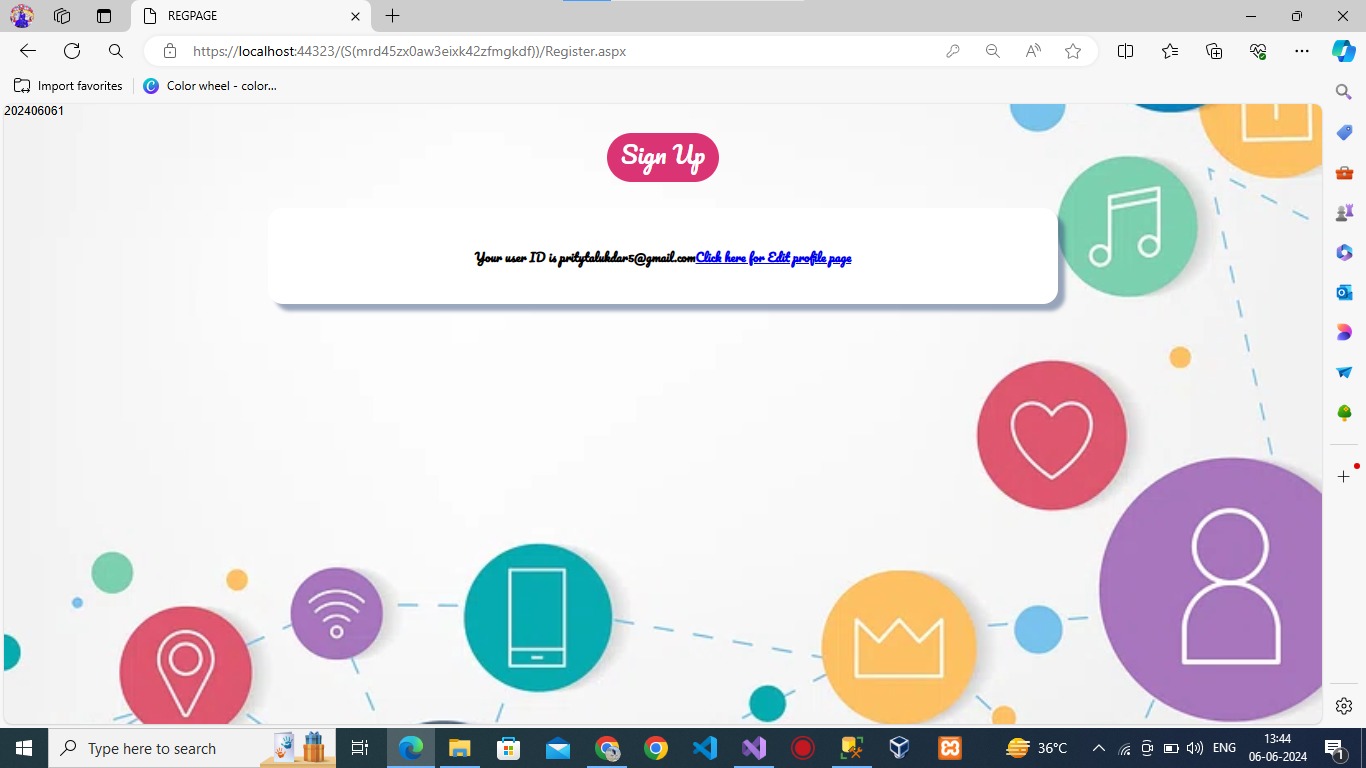 REGPAGE
https://localhost:44323/(S(mrd45zx0aw3eixk42zfmgkdf))/Register.aspx
Import favorites
Color wheel - color...
202406061
Sign Up
Your user ID is pritytalukdar5@gmail.comClick here for Edit profile page
Type here to search
36°C
ENG
13:44
06-06-2024
1